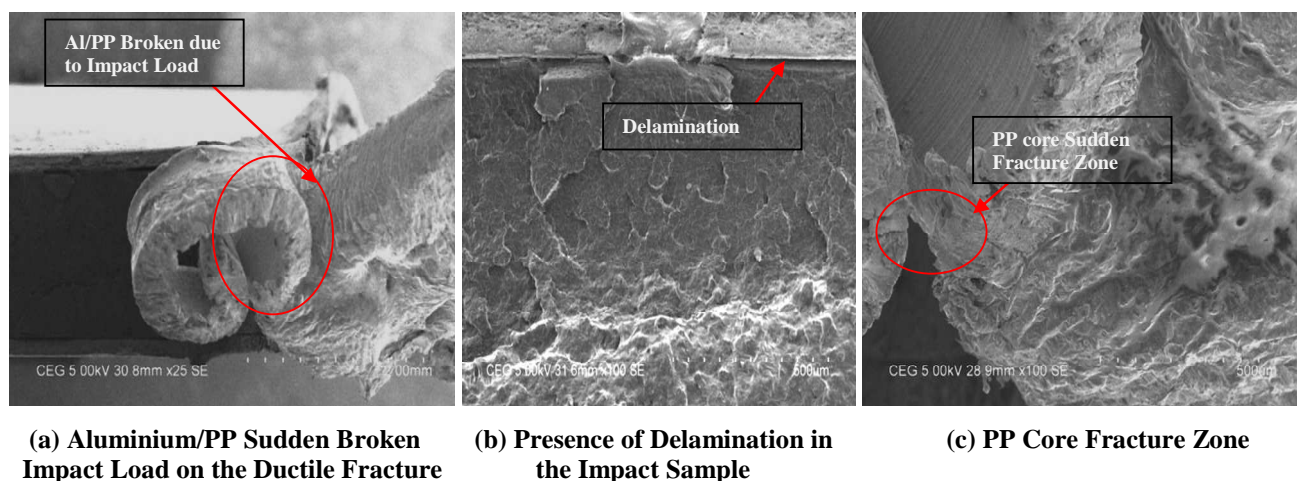 Al/PP Broken due
to Impact Load
CEG 5 00kV 30 8mm x25 SE
00mm
(a) Aluminium/PP Sudden Broken
Impact Load on the Ductile Fracture
Delamination
CEG 5 00kV 31 6mm x100 SE
500um
(b) Presence of Delamination in
the Impact Sample
PP core Sudden
Fracture Zone
CEG 5 00kV 28 9mm x100 SE
500um
(c) PP Core Fracture Zone